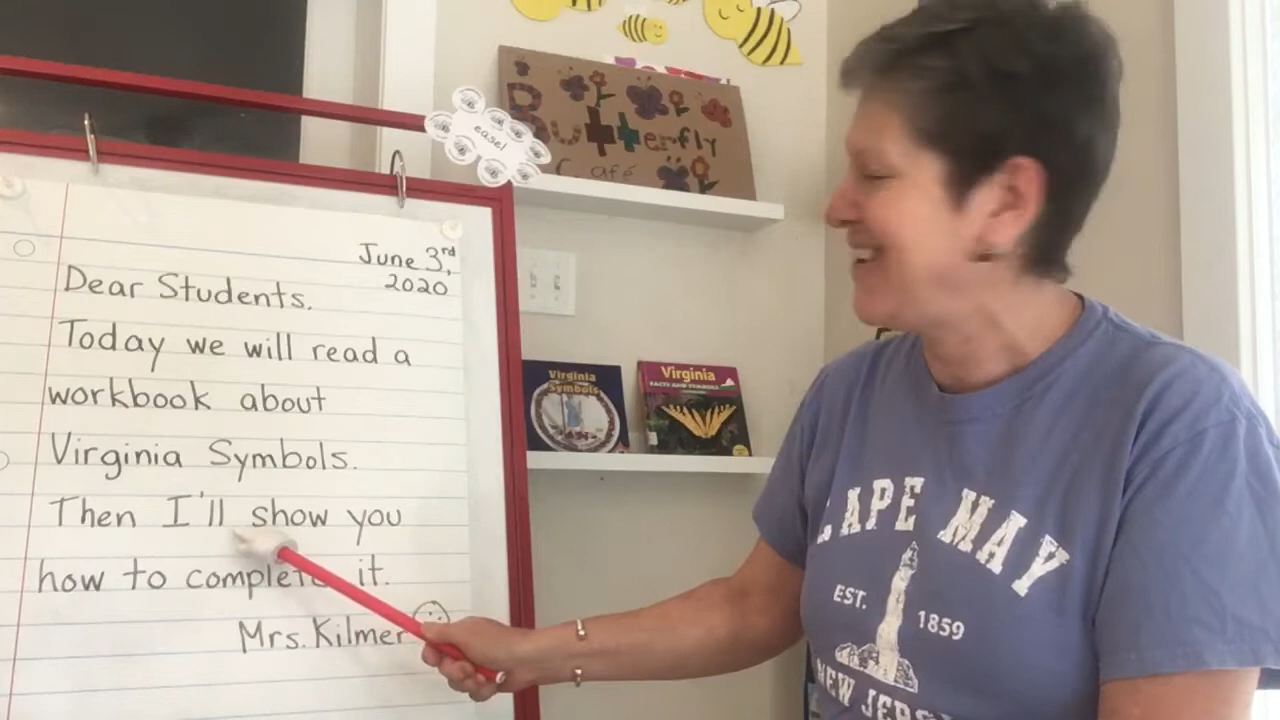 June 3rd,
2020
Dear Students.
Today we will read a
workbook about
Virginia Symbols.
Then I'll show you
how to complete it.
Mrs. Kilmer
easel
Butterfly
Café
Virginia
Symbols
Virginia
FACTS AND SYMBOLS
CAPE MAY
EST.
1859
NEW JERSEY